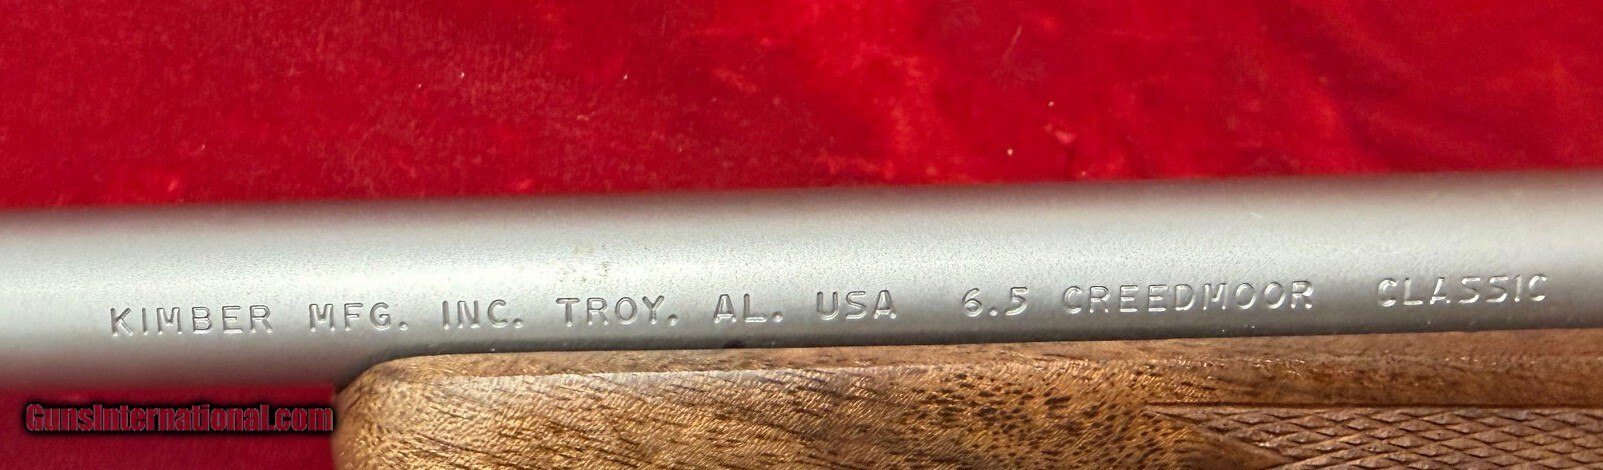 KIMBER MFG. INC. TROY, AL. USA 6.5 CREEDMOOR CLASSIC
GunsInternational.com